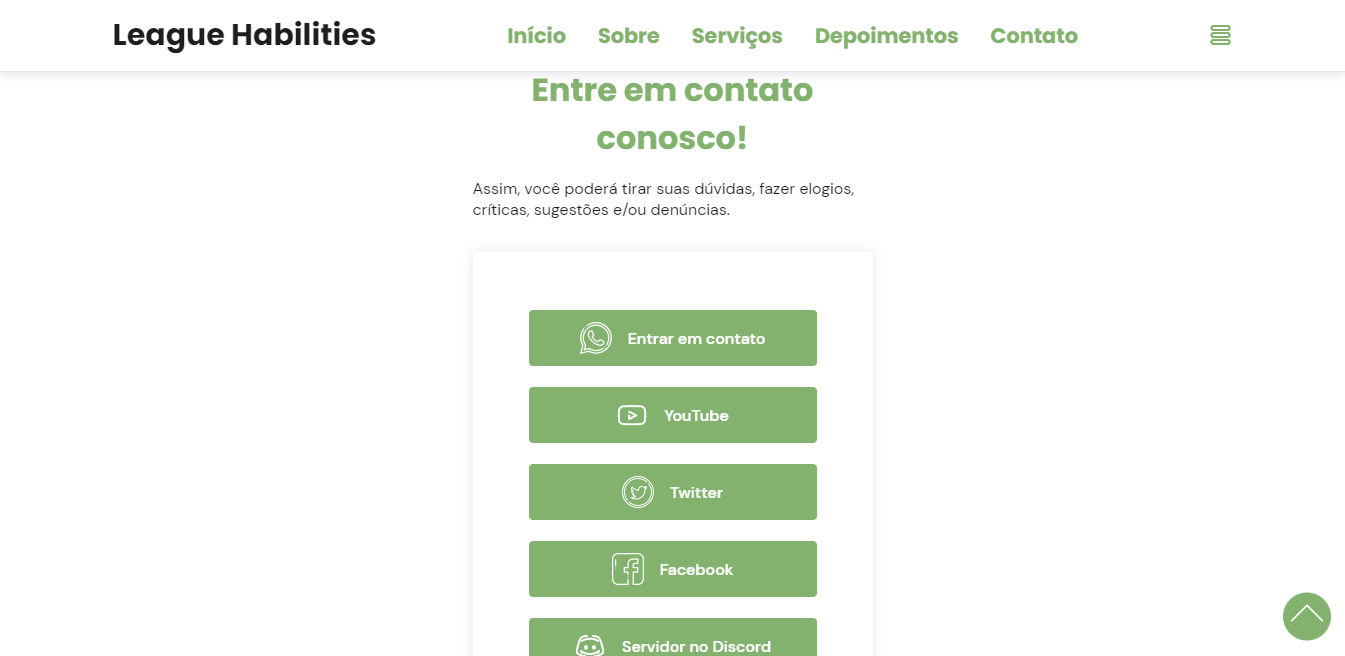 League Habilities
Início
Sobre
Serviços
Depoimentos
Contato
Entre em contato
conosco!
Assim, você poderá tirar suas dúvidas, fazer elogios,
críticas, sugestões e/ou denúncias.
Entrar em contato
YouTube
Twitter
Facebook
Servidor no Discord